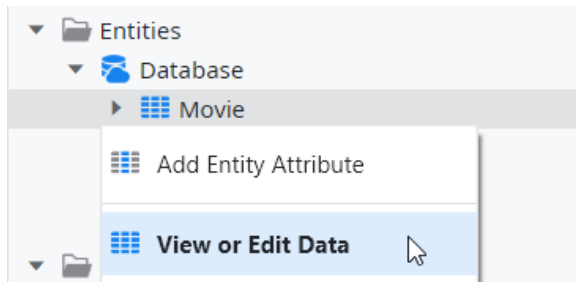 Entities
Database
Movie
Add Entity Attribute
View or Edit Data